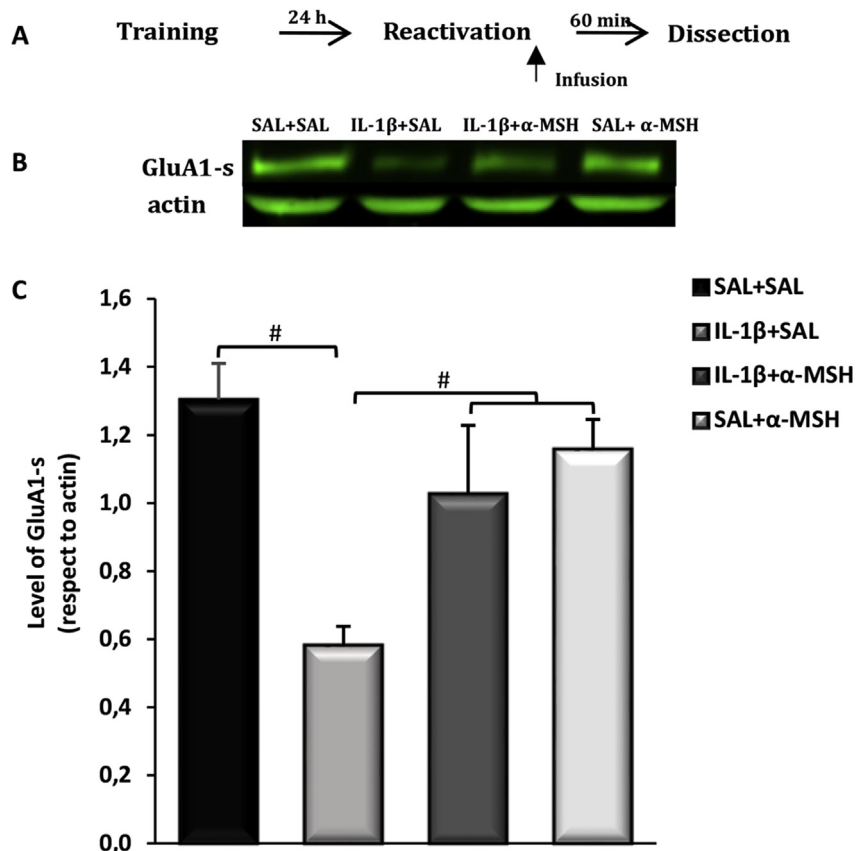 A
Training
24 h
Reactivation
60 min
Dissection
Infusion
B
SAL+SAL IL-1β+SAL IL-1β+α-MSH SAL+ α-MSH
GluA1-s
actin
C
Level of GluA1-s
(respect to actin)
1,6
1,4
1,2
1,0
0,8
0,6
0,4
0,2
0,0
#
#
SAL+SAL
IL-1β+SAL
IL-1β+α-MSH
SAL+α-MSH